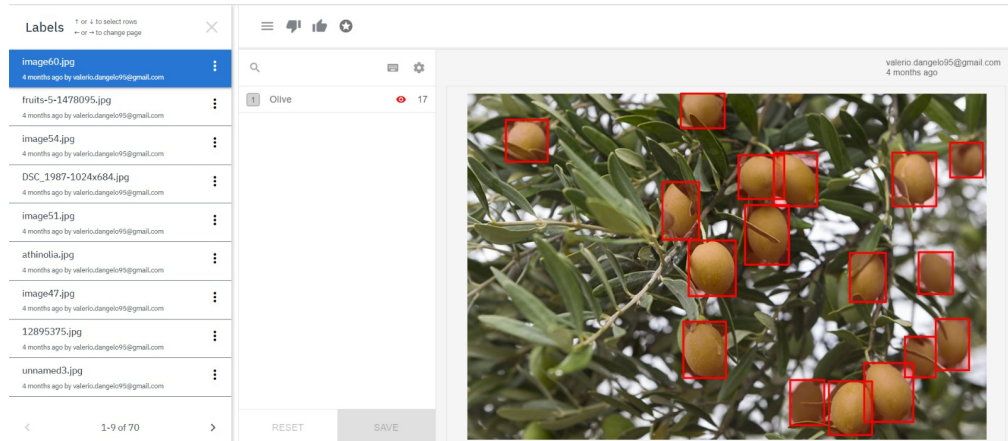 Labels
↑ or ↓ to select rows
← or → to change page
image60.jpg
4 months ago by valerio.dangelo95@gmail.com
fruits-5-1478095.jpg
4 months ago by valerio.dangelo95@gmail.com
image54.jpg
4 months ago by valerio.dangelo95@gmail.com
DSC_1987-1024x684.jpg
4 months ago by valerio.dangelo95@gmail.com
image51.jpg
4 months ago by valerio.dangelo95@gmail.com
athinolia.jpg
4 months ago by valerio.dangelo95@gmail.com
image47.jpg
4 months ago by valerio.dangelo95@gmail.com
12895375.jpg
4 months ago by valerio.dangelo95@gmail.com
unnamed3.jpg
4 months ago by valerio.dangelo95@gmail.com
1-9 of 70
1 Olive 17
RESET SAVE
valerio.dangelo95@gmail.com
4 months ago